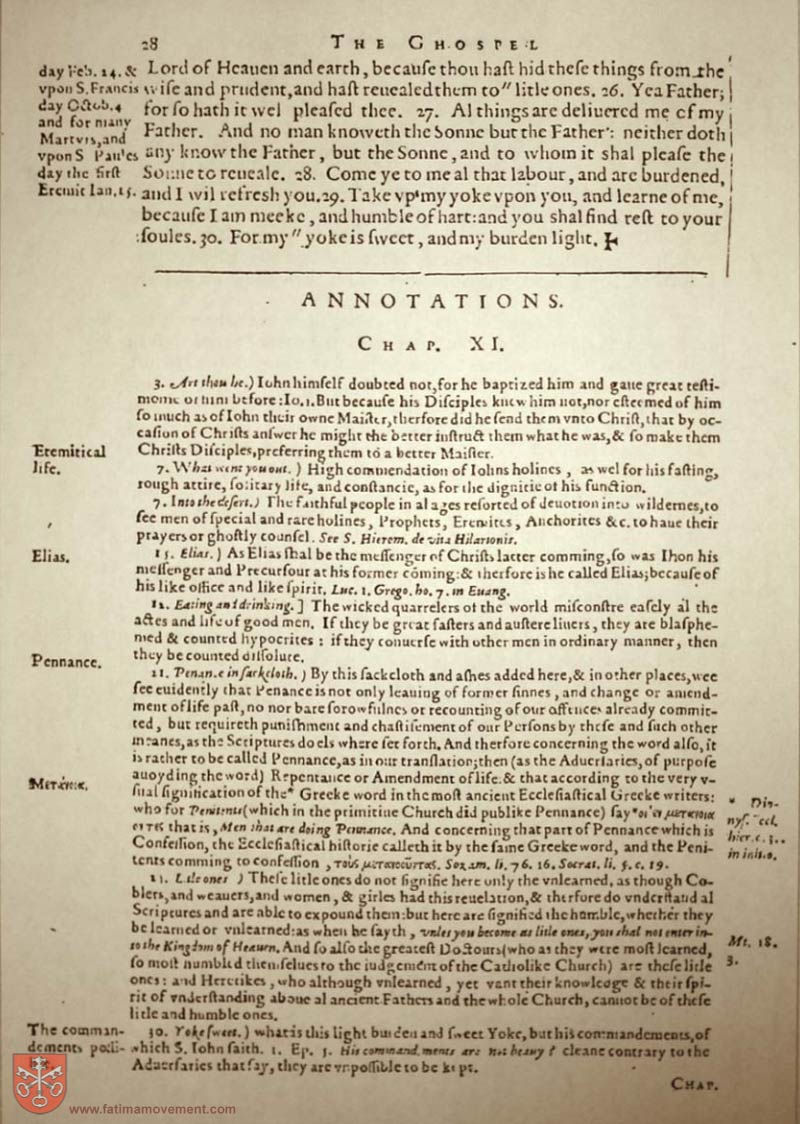 28 THE GHOSPEL
day Feb. 14. &
vpon S. Francis
day Octob. 4
and for many
Martyrs, and
vpon S Paules
day the first
Eremit Ian. 15.
Lord of Heauen and earth, becauſe thou haſt hid theſe things from the
wiſe and prudent, and haſt reuealed them to" litle ones. 26. Yea Father;
for ſo hath it wel pleaſed thee. 27. Al things are deliuered me of my
Father. And no man knoweth the Sonne but the Father: neither doth
any know the Father, but the Sonne, and to whom it shal pleaſe the
Sonne to reueale. 28. Come ye to me al that labour, and are burdened,
and I wil refresh you. 29. Take vp my yoke vpon you, and learne of me,
becauſe I am meeke, and humble of hart: and you shal find reſt to your
ſoules. 30. For my" yoke is ſweet, and my burden light.
ANNOTATIONS.
CHAP. XI.
3. Art thou he.) Iohn himſelf doubted not, for he baptized him and gaue great teſti-
monie of him before: Io. 1. But becauſe his Diſciples knew him not, nor eſteemed of him
ſo much as of Iohn their owne Maiſter, therfore did he ſend them vnto Chriſt, that by oc-
caſion of Chriſts anſwer he might the better inſtruct them what he was, & ſo make them
Chriſts Diſciples, preferring them to a better Maiſter.
7. What went you out.) High commendation of Iohns holines, as wel for his faſting,
rough attire, ſolitary life, and conſtancie, as for the dignitie of his function.
Eremitical
life.
7. Into the deſert.) The faithful people in al ages reſorted of deuotion into wildernes, to
ſee men of ſpecial and rare holines, Prophets, Eremites, Anchorites &c. to haue their
prayers or ghoſtly counſel. See S. Hierom. de vita Hilarionis.
Elias.
15. Elias.) As Elias ſhal be the meſſenger of Chriſts latter comming, ſo was Ihon his
meſſenger and Precurſour at his former cōming: & therfore is he called Elias; becauſe of
his like office and like ſpirit. Luc. 1. Grego. ho. 7. in Euang.
Eating and drinking.] The wicked quarrelers of the world miſconſtre eaſely al the
actes and life of good men. If they be great faſters and auſtere liuers, they are blaſphe-
med & counted hypocrites: if they conuerſe with other men in ordinary manner, then
they be counted diſſolute.
Pennance.
21. Penance in ſackcloth.) By this ſackcloth and aſhes added here, & in other places, wee
ſee euidently that Penance is not only leauing of former ſinnes, and change or amend-
ment of life paſt, no nor bare ſorowfulnes or recounting of our offences already commit-
ted, but requireth puniſhment and chaſtiſement of our Perſons by theſe and ſuch other
meanes, as the Scriptures do els where ſet forth. And therfore concerning the word alſo, it
is rather to be called Pennance, as in our tranſlation; then (as the Aduerſaries, of purpoſe
auoyding the word) Repentance or Amendment of life: & that according to the very v-
ſual ſignification of the* Greeke word in the moſt ancient Eccleſiaſtical Greeke writers:
who for Penitentes (which in the primitiue Church did publike Pennance) ſay
that is, Men that are doing Pennance. And concerning that part of Pennance which is
Confeſſion, the Eccleſiaſtical hiſtorie calleth it by the ſame Greeke word, and the Peni-
tents comming to confeſſion, Sozom. li. 7. c. 16. Socrat. li. 5. c. 19.
* Dio-
nyſ. eccl.
hier. c. 3.
in initio.
Litle ones) Theſe litle ones do not ſignifie here only the vnlearned, as though Co-
blers, and weauers, and women, & girles had this reuelation, & therfore do vnderſtand al
Scriptures and are able to expound them: but here are ſignified the humble, whether they
be learned or vnlearned: as when he ſayth, vnles you become as litle ones, you ſhal not enter in-
to the Kingdom of Heauen. And ſo alſo the greateſt Doctours (who as they were moſt learned,
ſo moſt humbled themſelues to the iudgement of the Catholike Church) are theſe litle
ones: and Heretikes, who although vnlearned, yet vant their knowledge & their ſpi-
rit of vnderſtanding aboue al ancient Fathers and the whole Church, cannot be of theſe
litle and humble ones.
Mt. 18.
3.
The comman-
dements poſſi-
30. Yoke ſweet.) what is this light burden and ſweet Yoke, but his commandements, of
which S. Iohn ſaith. 1. Ep. 5. His commandments are not heauy? cleane contrary to the
Aduerſaries that ſay, they are vnpoſſible to be kept.
CHAP.
www.fatimamovement.com